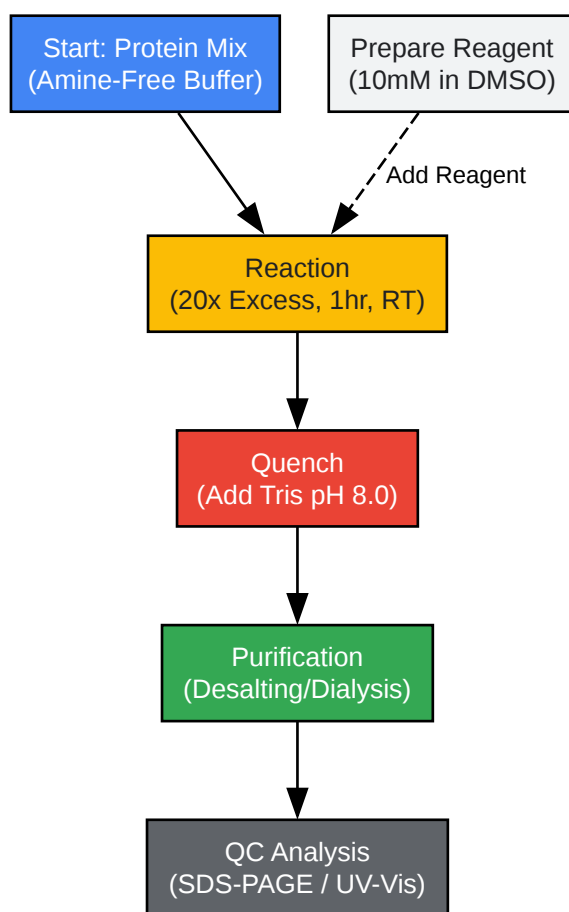 Start: Protein Mix
(Amine-Free Buffer)
Prepare Reagent
(10mM in DMSO)
Add Reagent
Reaction
(20x Excess, 1hr, RT)
Quench
(Add Tris pH 8.0)
Purification
(Desalting/Dialysis)
QC Analysis
(SDS-PAGE / UV-Vis)